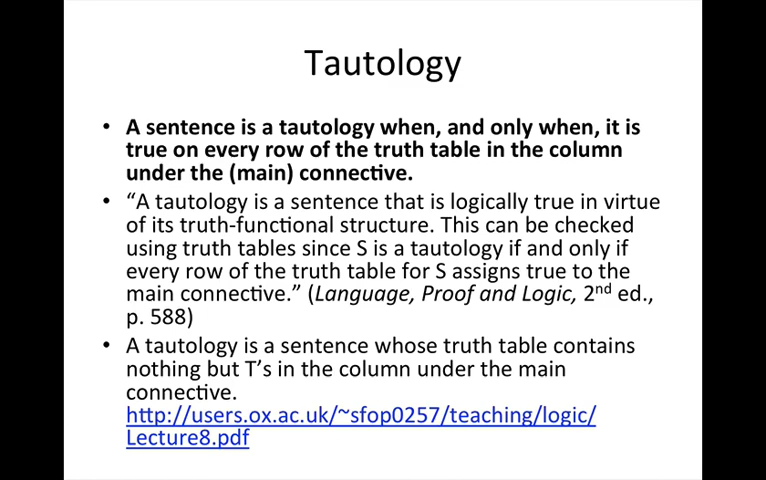 Tautology
• A sentence is a tautology when, and only when, it is
true on every row of the truth table in the column
under the (main) connective.
• “A tautology is a sentence that is logically true in virtue
of its truth-functional structure. This can be checked
using truth tables since S is a tautology if and only if
every row of the truth table for S assigns true to the
main connective.” (Language, Proof and Logic, 2nd ed.,
p. 588)
• A tautology is a sentence whose truth table contains
nothing but T’s in the column under the main
connective.
http://users.ox.ac.uk/~sfop0257/teaching/logic/
Lecture8.pdf